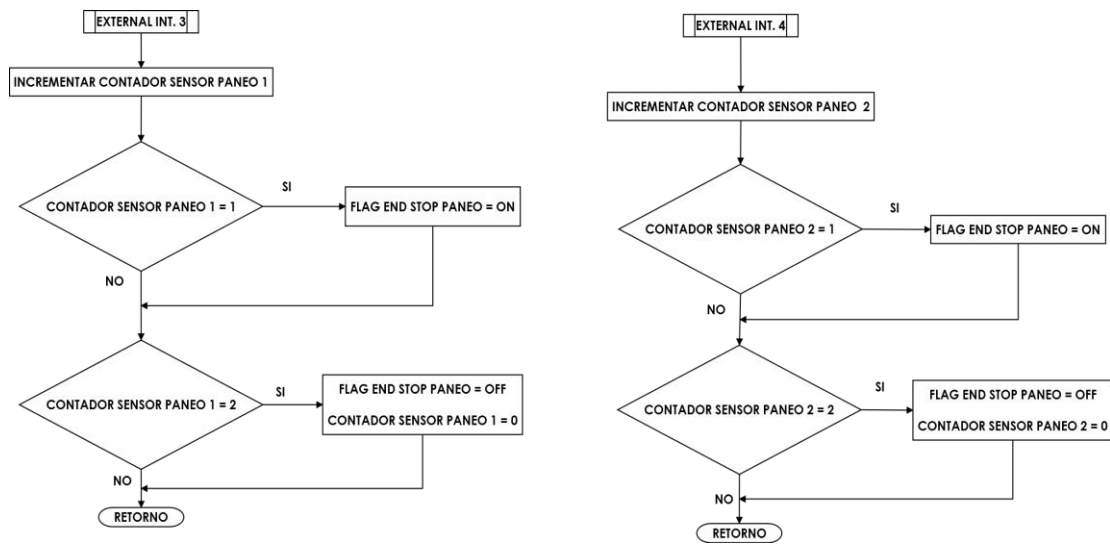 EXTERNAL INT. 3
INCREMENTAR CONTADOR SENSOR PANEO 1
CONTADOR SENSOR PANEO 1 = 1
SI
FLAG END STOP PANEO = ON
NO
CONTADOR SENSOR PANEO 1 = 2
SI
FLAG END STOP PANEO = OFF
CONTADOR SENSOR PANEO 1 = 0
NO
RETORNO
EXTERNAL INT. 4
INCREMENTAR CONTADOR SENSOR PANEO 2
CONTADOR SENSOR PANEO 2 = 1
SI
FLAG END STOP PANEO = ON
NO
CONTADOR SENSOR PANEO 2 = 2
SI
FLAG END STOP PANEO = OFF
CONTADOR SENSOR PANEO 2 = 0
NO
RETORNO